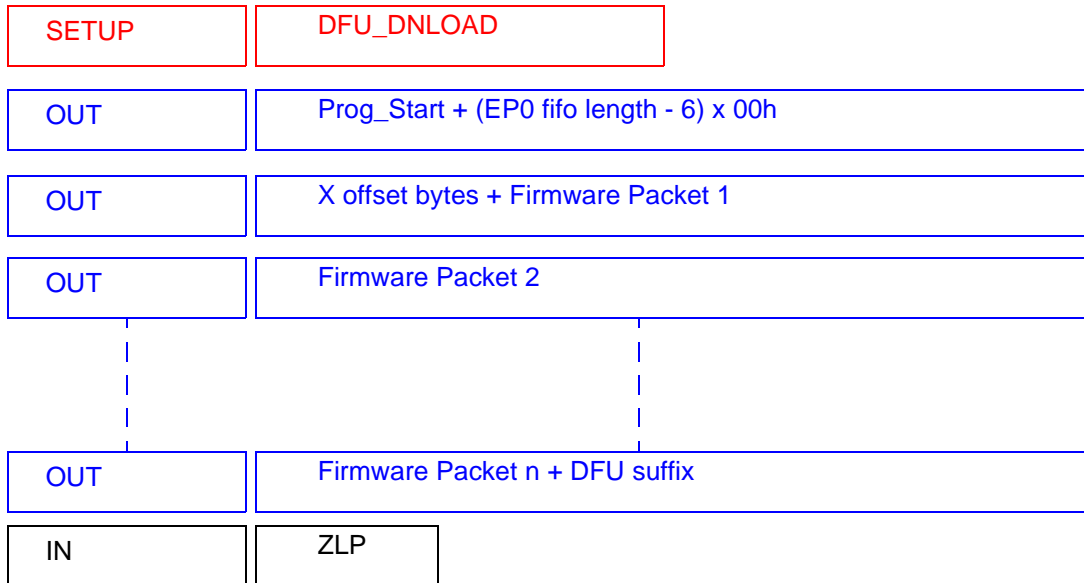 SETUP DFU_DNLOAD
OUT Prog_Start + (EP0 fifo length - 6) x 00h
OUT X offset bytes + Firmware Packet 1
OUT Firmware Packet 2
OUT Firmware Packet n + DFU suffix
IN ZLP